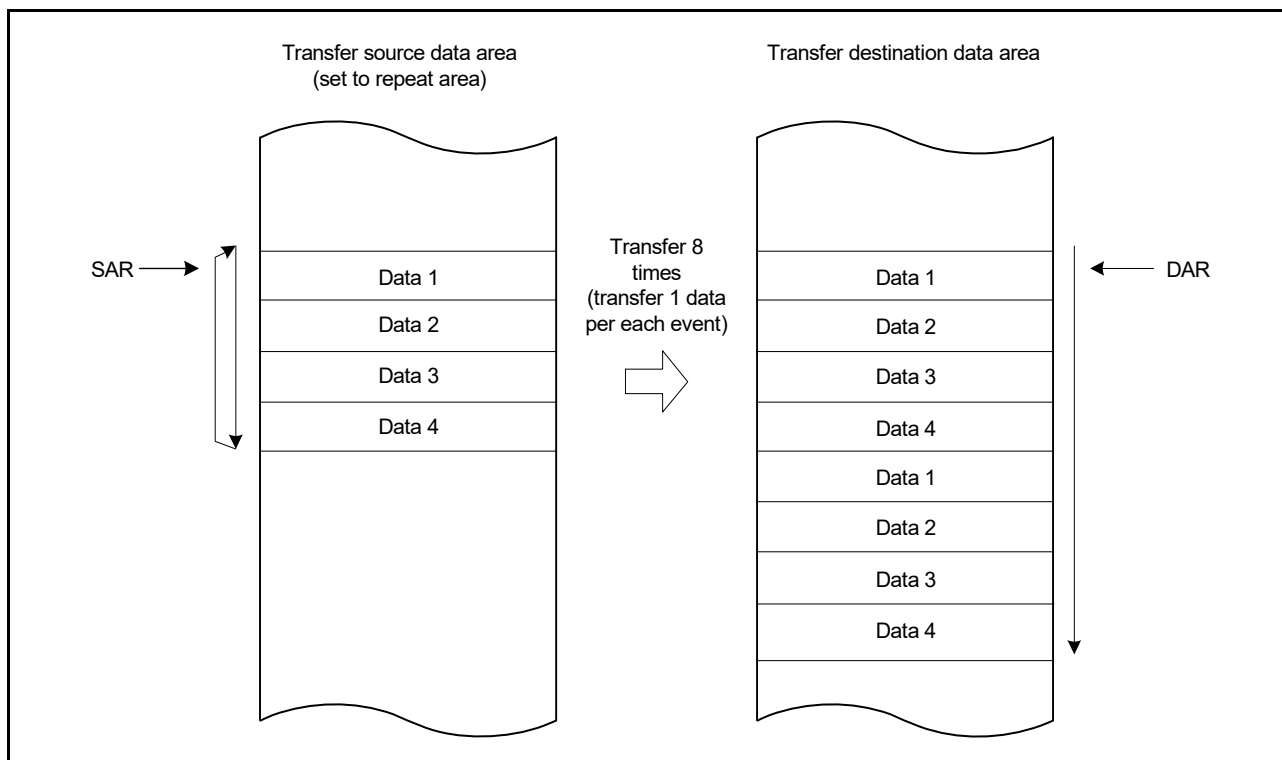 Transfer source data area
(set to repeat area)
Transfer destination data area
SAR
Data 1
Data 2
Data 3
Data 4
Transfer 8
times
(transfer 1 data
per each event)
Data 1
Data 2
Data 3
Data 4
Data 1
Data 2
Data 3
Data 4
DAR